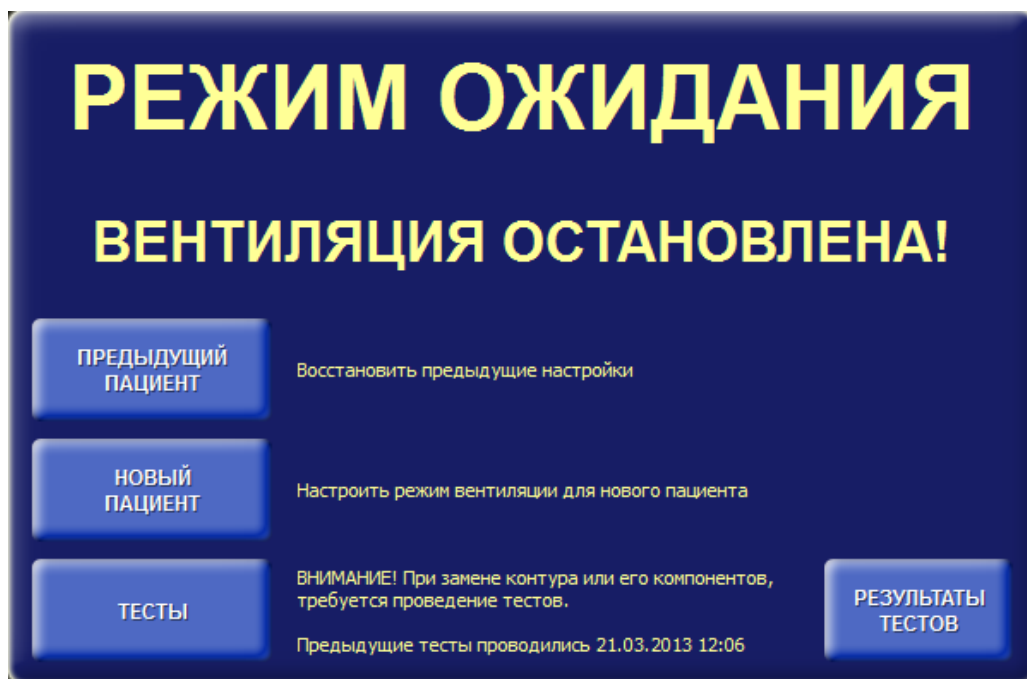 РЕЖИМ ОЖИДАНИЯ
ВЕНТИЛЯЦИЯ ОСТАНОВЛЕНА!
ПРЕДЫДУЩИЙ
ПАЦИЕНТ
Восстановить предыдущие настройки
НОВЫЙ
ПАЦИЕНТ
Настроить режим вентиляции для нового пациента
ТЕСТЫ
ВНИМАНИЕ! При замене контура или его компонентов,
требуется проведение тестов.
Предыдущие тесты проводились 21.03.2013 12:06
РЕЗУЛЬТАТЫ
ТЕСТОВ